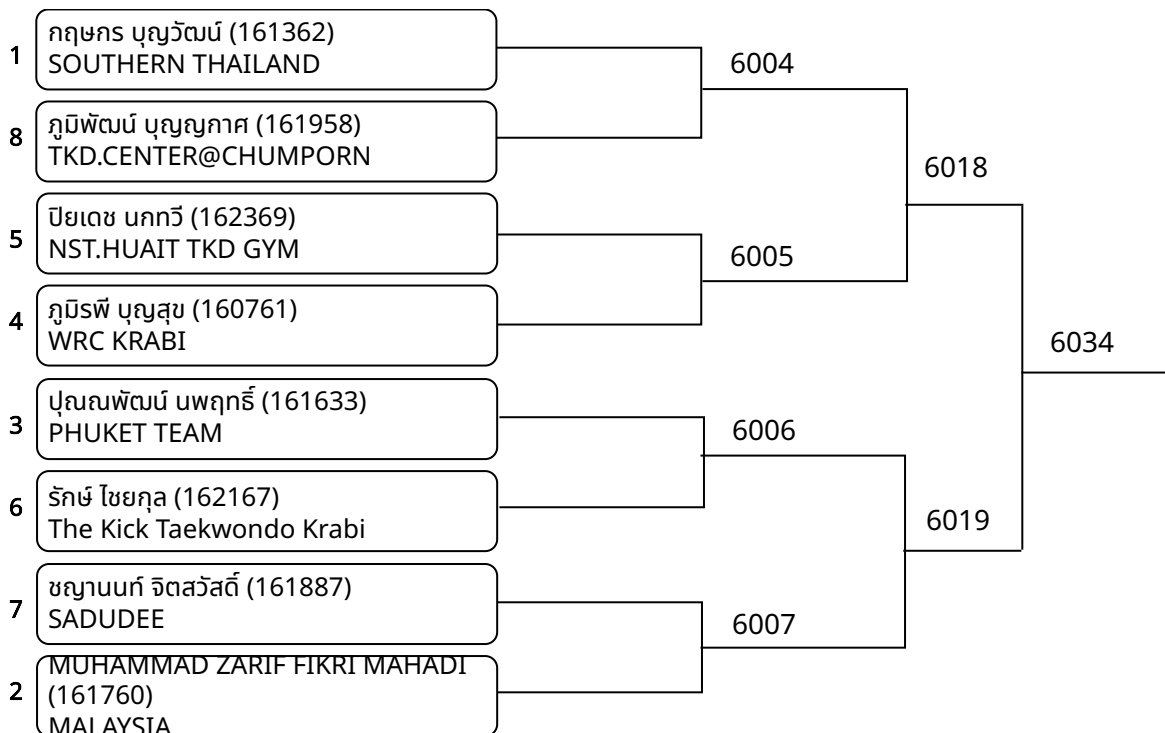 1
กฤษกร บุญวัฒน์ (161362)
SOUTHERN THAILAND
8
ภูมิพัฒน์ บุญญกาศ (161958)
TKD.CENTER@CHUMPORN
6004
5
ปิยเดช นกทวี (162369)
NST.HUAIT TKD GYM
4
ภูมิรพี บุญสุข (160761)
WRC KRABI
6005
6018
3
ปุณณพัฒน์ นพฤทธิ์ (161633)
PHUKET TEAM
6
รักษ์ ไชยกุล (162167)
The Kick Taekwondo Krabi
6006
7
ชญานนท์ จิตสวัสดิ์ (161887)
SADUDEE
2
MUHAMMAD ZARIF FIKRI MAHADI
(161760)
MALAYSIA
6007
6019
6034